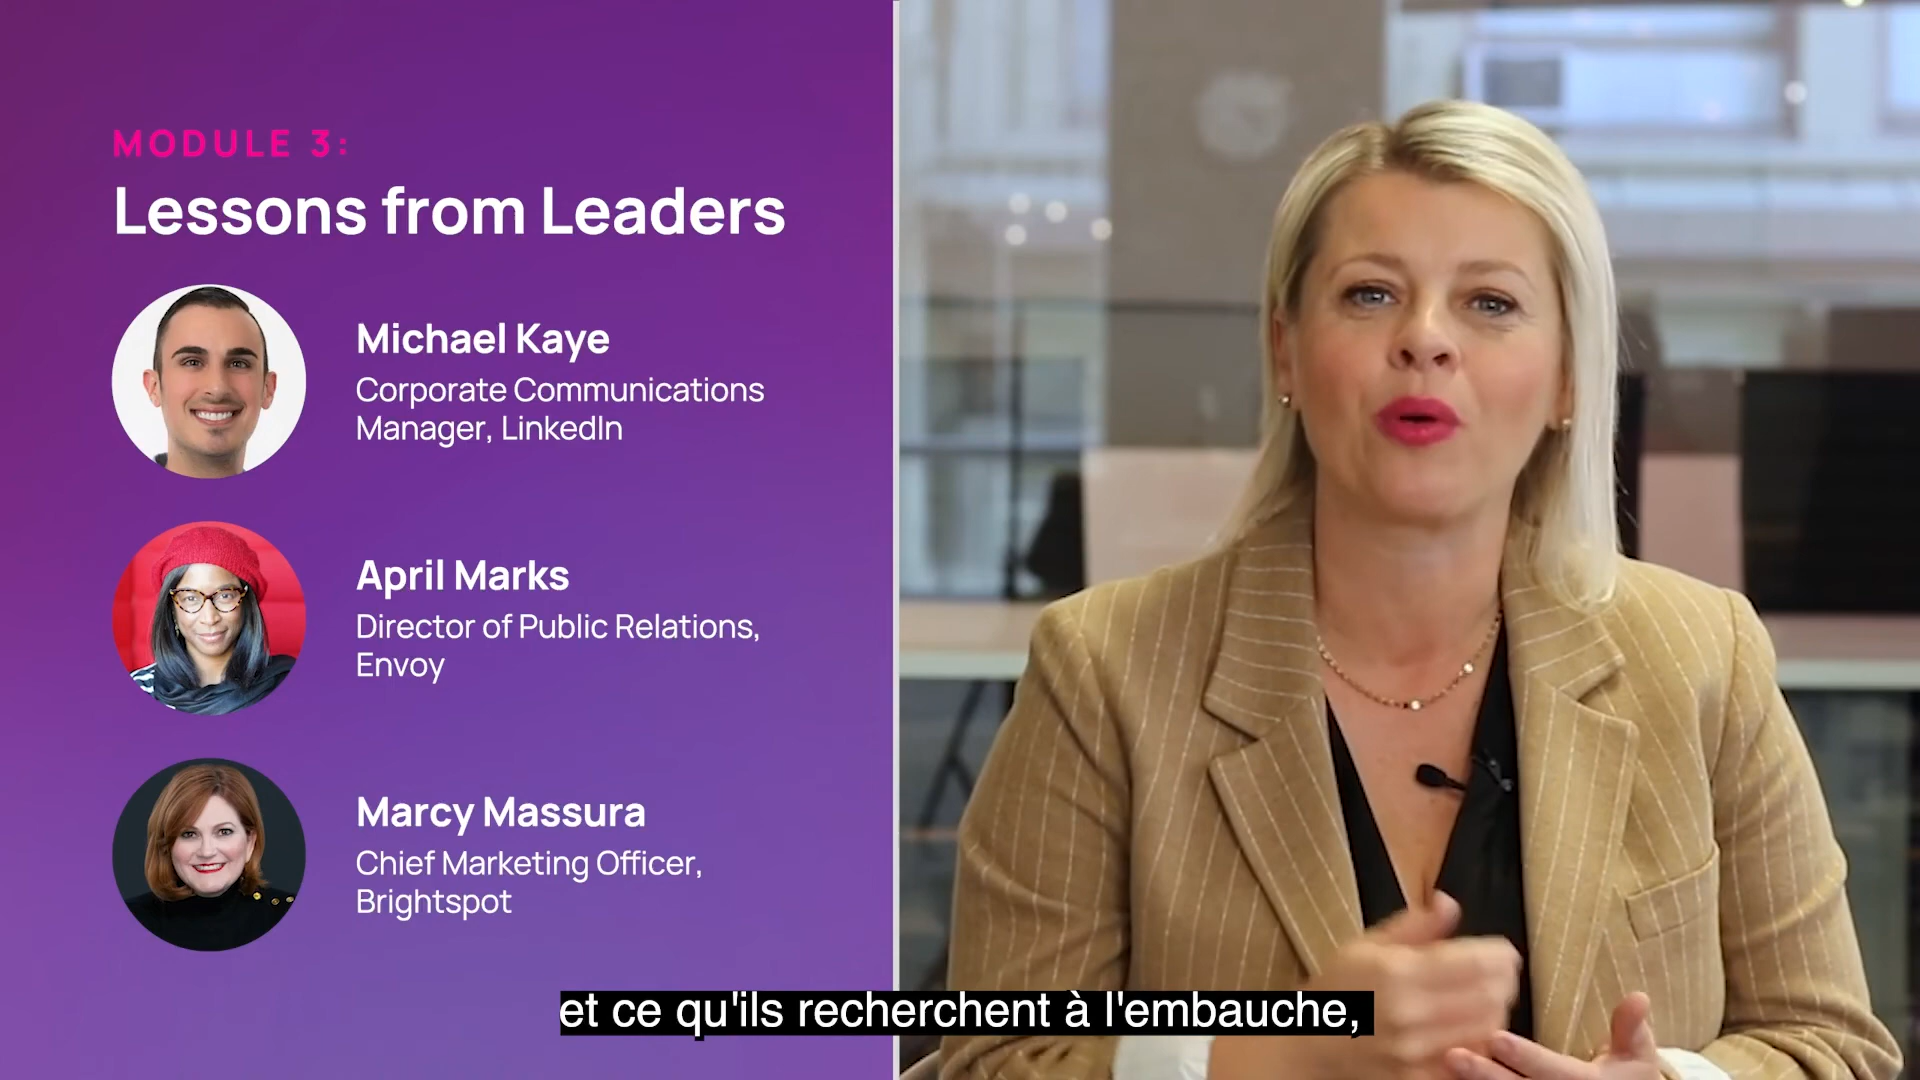 MODULE 3:
Lessons from Leaders
Michael Kaye
Corporate Communications
Manager, LinkedIn
April Marks
Director of Public Relations,
Envoy
Marcy Massura
Chief Marketing Officer,
Brightspot
et ce qu'ils recherchent à l'embauche,